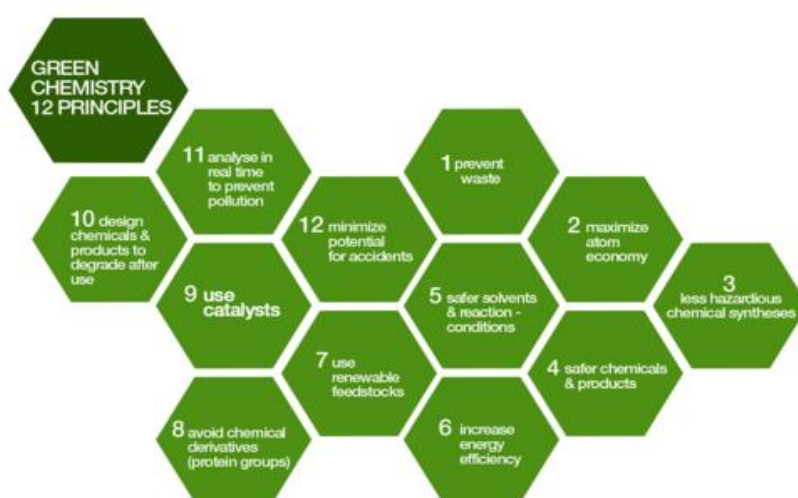 GREEN
CHEMISTRY
12 PRINCIPLES
11 analyse in
real time
to prevent
pollution
1 prevent
waste
10 design
chemicals &
products to
degrade after
use
12 minimize
potential
for accidents
2 maximize
atom
economy
9 use
catalysts
5 safer solvents
& reaction -
conditions
3
less hazardious
chemical syntheses
7 use
renewable
feedstocks
4 safer chemicals
& products
8 avoid chemical
derivatives
(protein groups)
6 increase
energy
efficiency